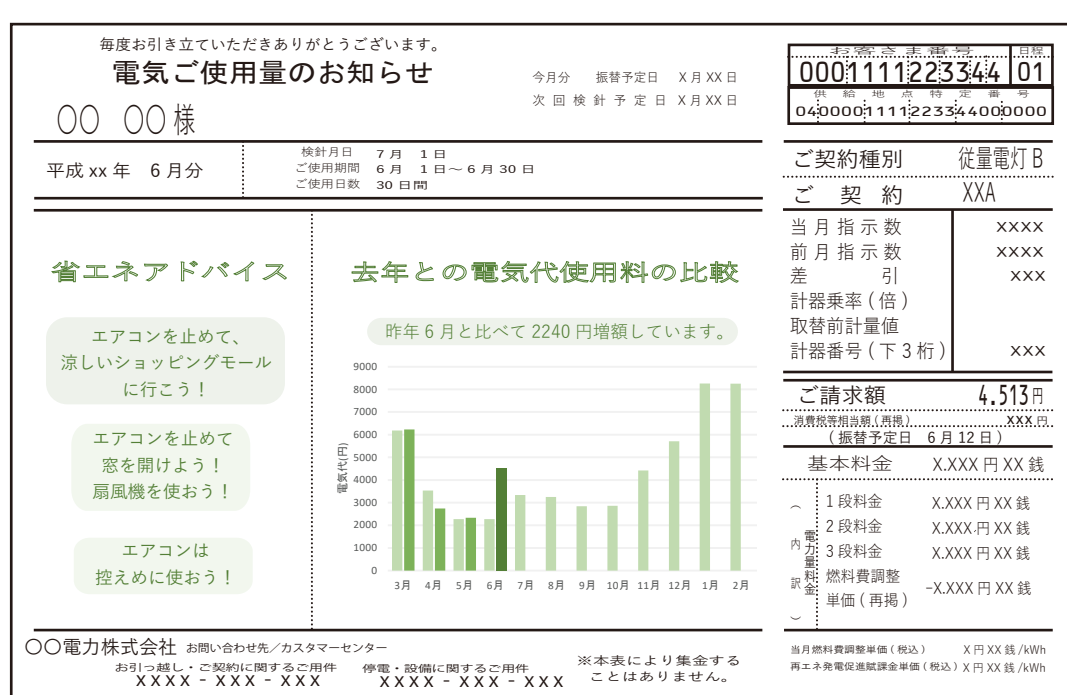 毎度お引き立ていただきありがとうございます。
電気ご使用量のお知らせ
今月分 振替予定日 X月XX日
次回検針予定日 X月XX日
〇〇 〇〇様
お客さま番号 日程
0001111223344 01
供給地点特定番号
0400001111223344000000
平成xx年 6月分
検針月日 7月 1日
ご使用期間 6月 1日〜6月30日
ご使用日数 30日間
ご契約種別 従量電灯B
ご契約 XXA
当月指示数 xxxx
前月指示数 xxxx
差引 xxx
計器乗率(倍)
取替前計量値
計器番号(下3桁) xxx
ご請求額 4.513円
消費税等相当額(再掲) xxx円
(振替予定日 6月12日)
基本料金 X.XXX円XX銭
(内訳)
電力量料金
1段料金 X.XXX円XX銭
2段料金 X.XXX円XX銭
3段料金 X.XXX円XX銭
燃料費調整
単価(再掲) -X.XXX円XX銭
当月燃料費調整単価(税込) X円XX銭/kWh
再エネ発電促進賦課金単価(税込) X円XX銭/kWh
省エネアドバイス
エアコンを止めて、
涼しいショッピングモール
に行こう!
エアコンを止めて
窓を開けよう!
扇風機を使おう!
エアコンは
控えめに使おう!
去年との電気代使用料の比較
昨年6月と比べて2240円増額しています。
電気代(円)
9000
8000
7000
6000
5000
4000
3000
2000
1000
0
3月 4月 5月 6月 7月 8月 9月 10月 11月 12月 1月 2月
〇〇電力株式会社 お問い合わせ先/カスタマーセンター
お引っ越し・ご契約に関するご用件 停電・設備に関するご用件
XXXX - XXX - XXX XXXX - XXX - XXX
※本表により集金する
ことはありません。